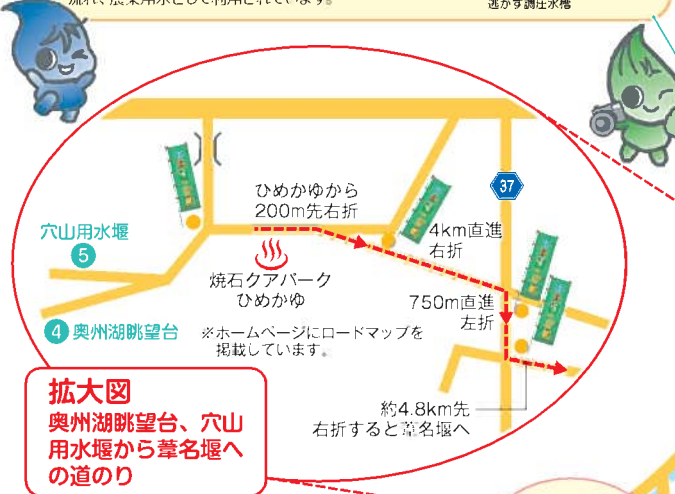 流れ、農業用水として利用されています。
逃がす調圧水槽
37
ひめかゆから
200m先右折
4km直進
右折
穴山用水堰
5
焼石クアパーク
ひめかゆ
750m直進
左折
4 奥州湖眺望台
※ホームページにロードマップを
掲載しています。
拡大図
奥州湖眺望台、穴山
用水堰から葦名堰へ
の道のり
約4.8km先
右折すると葦名堰へ